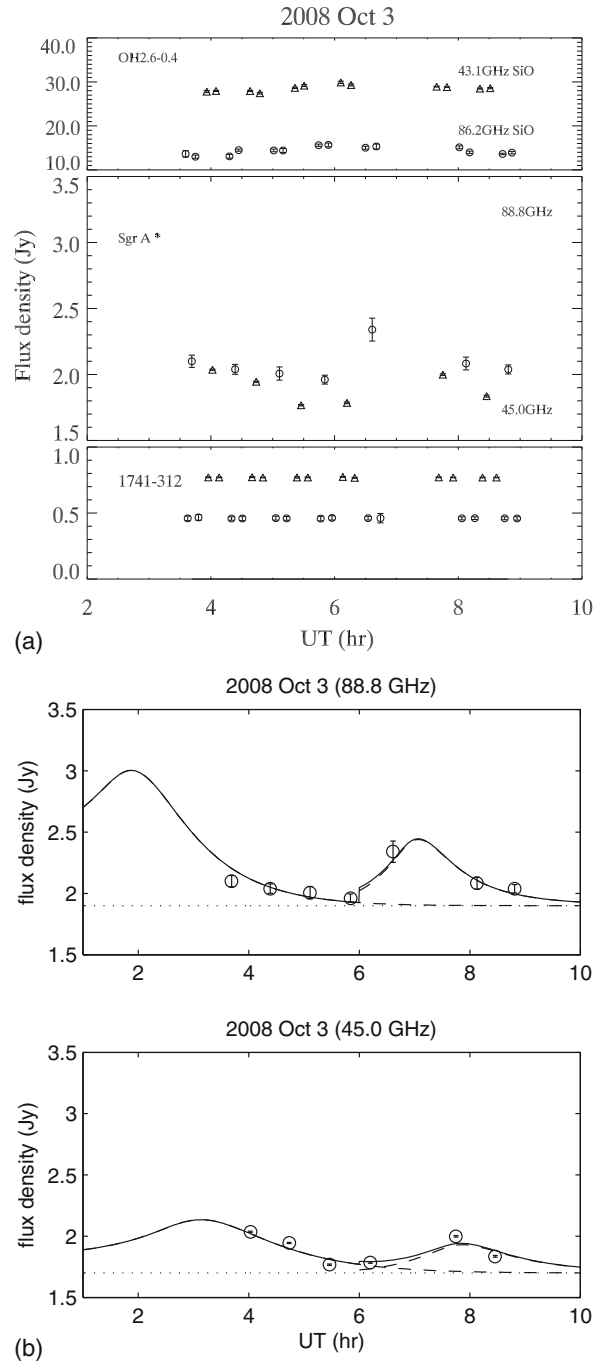 2008 Oct 3
OH2.6-0.4
43.1GHz SiO
86.2GHz SiO
40.0
30.0
20.0
10.0
Sgr A *
88.8GHz
45.0GHz
3.5
3.0
2.5
2.0
1.5
Flux density (Jy)
1741-312
1.0
0.5
0.0
2 4 6 8 10
UT (hr)
(a)
2008 Oct 3 (88.8 GHz)
3.5
3
2.5
2
1.5
flux density (Jy)
2 4 6 8 10
2008 Oct 3 (45.0 GHz)
3.5
3
2.5
2
1.5
flux density (Jy)
2 4 6 8 10
UT (hr)
(b)